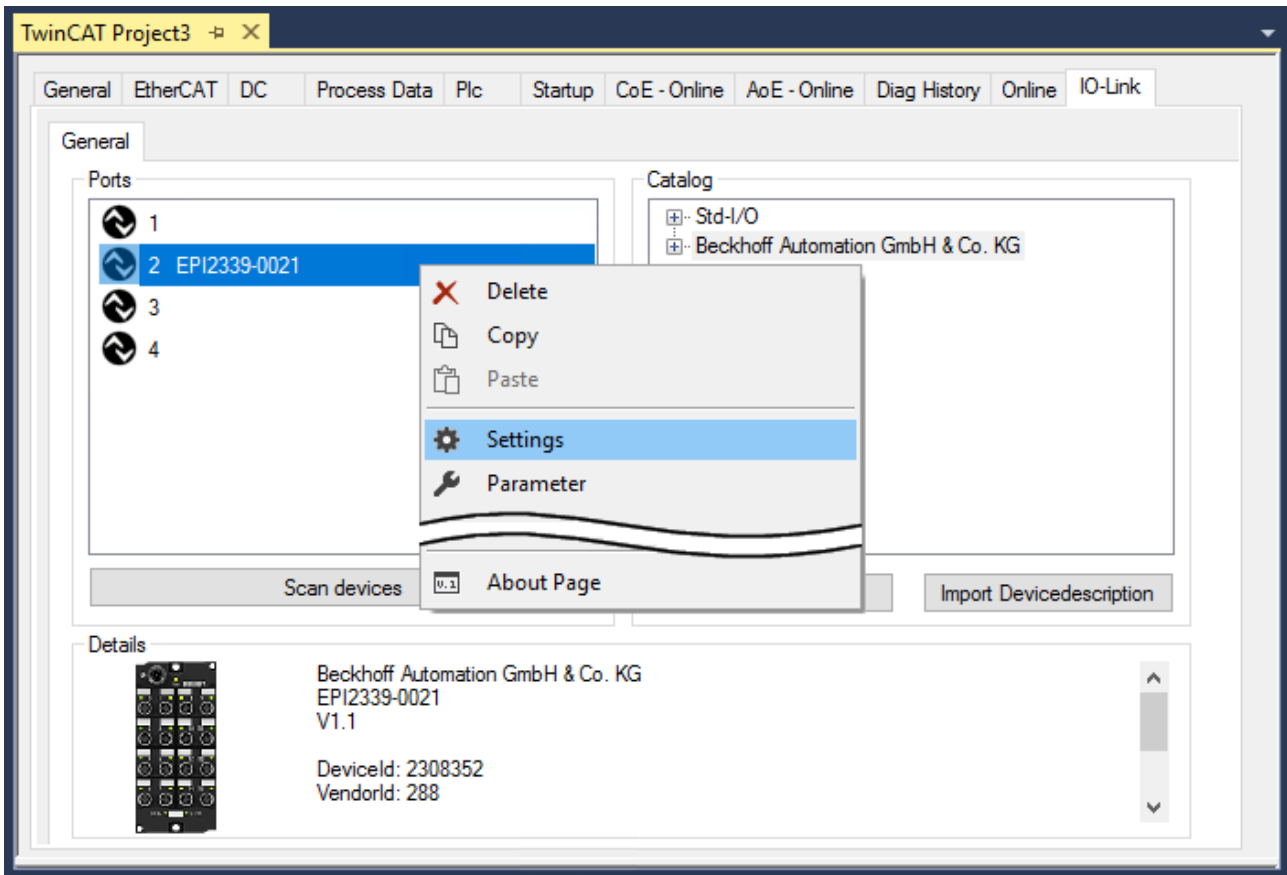 TwinCAT Project3
General EtherCAT DC Process Data Plc Startup CoE - Online AoE - Online Diag History Online IO-Link
General
Ports
1
2 EPI2339-0021
3
4
Catalog
Std-I/O
Beckhoff Automation GmbH & Co. KG
Delete
Copy
Paste
Settings
Parameter
About Page
Scan devices
Import Devicedescription
Details
Beckhoff Automation GmbH & Co. KG
EPI2339-0021
V1.1
DeviceId: 2308352
VendorId: 288